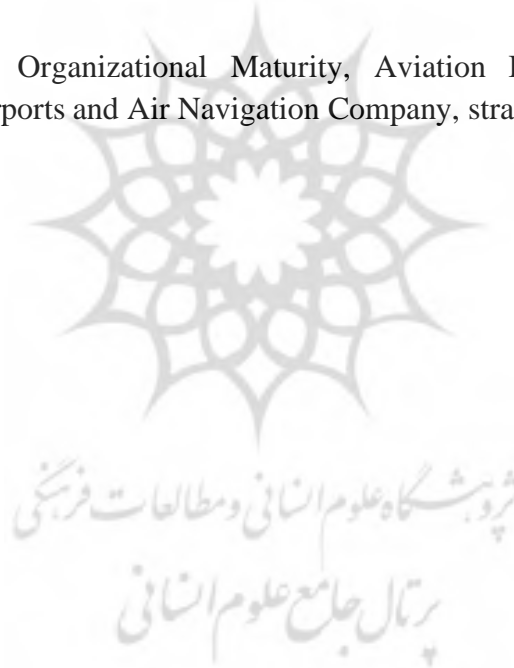 Organizational Maturity, Aviation
rports and Air Navigation Company, stra
پژوهشگاه علوم انسانی و مطالعات فرهنگی
پرتال جامع علوم انسانی